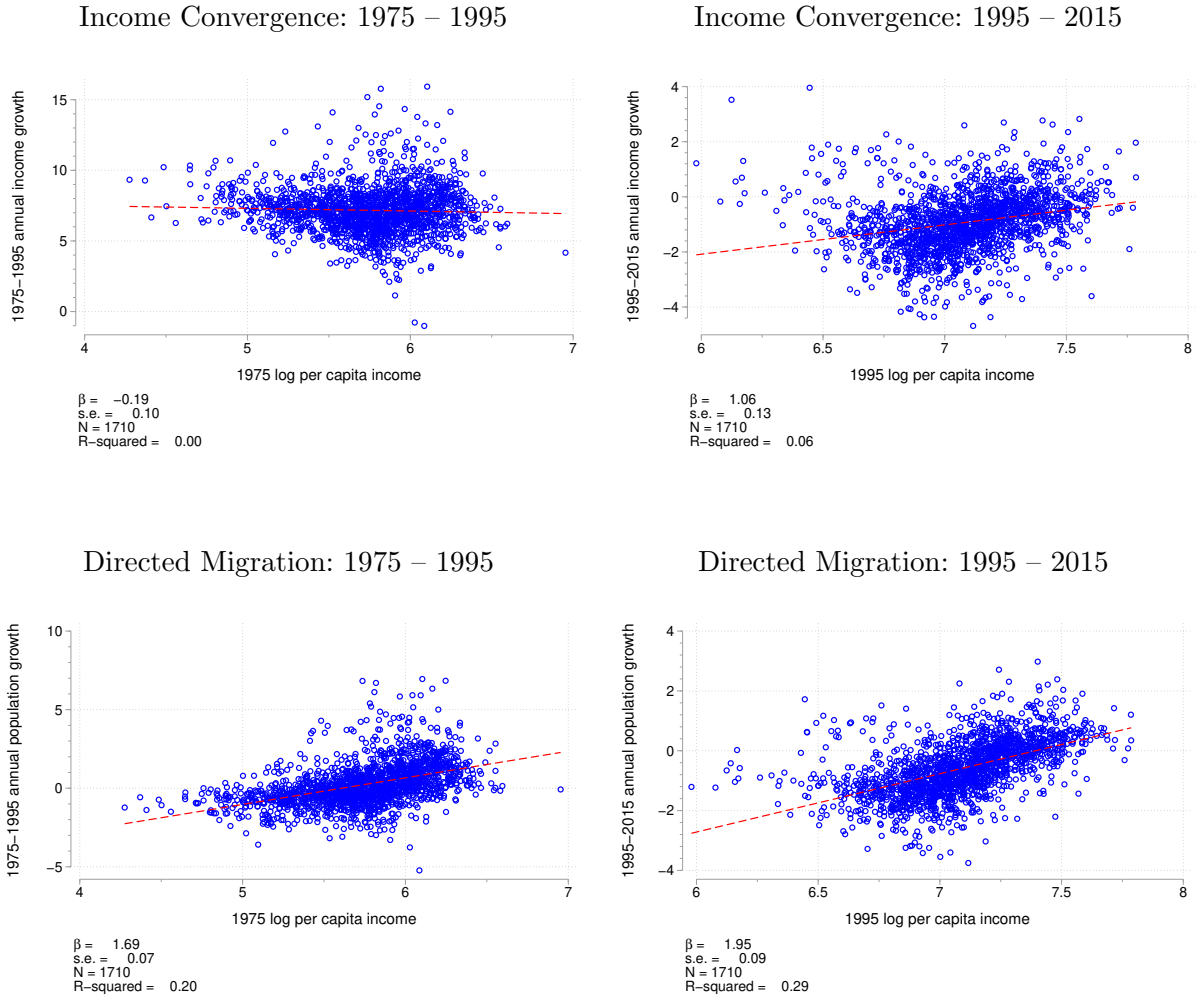 Income Convergence: 1975 – 1995
1975−1995 annual income growth
15
10
5
0
4
5
6
7
1975 log per capita income
β = −0.19
s.e. = 0.10
N = 1710
R−squared = 0.00
Income Convergence: 1995 – 2015
1995−2015 annual income growth
4
2
0
−2
−4
6
6.5
7
7.5
8
1995 log per capita income
β = 1.06
s.e. = 0.13
N = 1710
R−squared = 0.06
Directed Migration: 1975 – 1995
1975−1995 annual population growth
10
5
0
−5
4
5
6
7
1975 log per capita income
β = 1.69
s.e. = 0.07
N = 1710
R−squared = 0.20
Directed Migration: 1995 – 2015
1995−2015 annual population growth
4
2
0
−2
−4
6
6.5
7
7.5
8
1995 log per capita income
β = 1.95
s.e. = 0.09
N = 1710
R−squared = 0.29